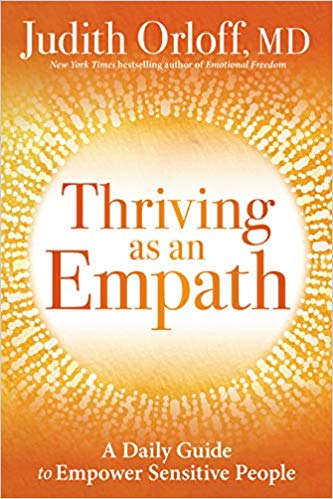 Judith Orloff, MD
New York Times bestselling author of Emotional Freedom
Thriving
as an
Empath
A Daily Guide
to Empower Sensitive People